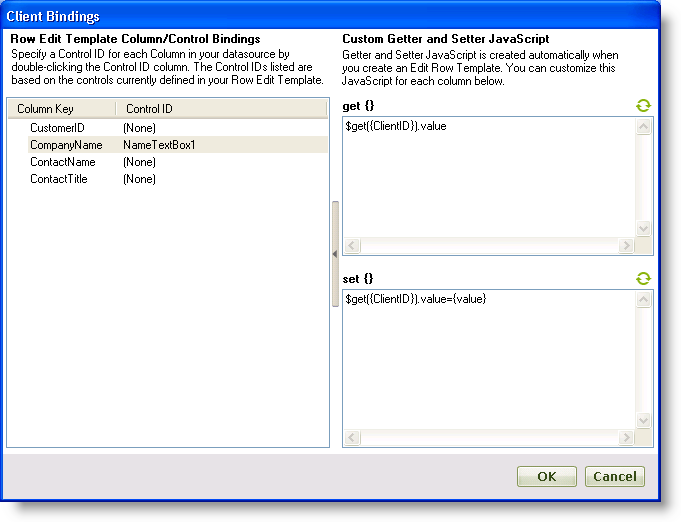 Client Bindings
Row Edit Template Column/Control Bindings
Specify a Control ID for each Column in your datasource by
double-clicking the Control ID column. The Control IDs listed are
based on the controls currently defined in your Row Edit Template.
Column Key Control ID
CustomerID (None)
CompanyName NameTextBox1
ContactName (None)
ContactTitle (None)
Custom Getter and Setter JavaScript
Getter and Setter JavaScript is created automatically when
you create an Edit Row Template. You can customize this
JavaScript for each column below.
get {}
$get({ClientID}).value
set {}
$get({ClientID}).value={value}
OK Cancel